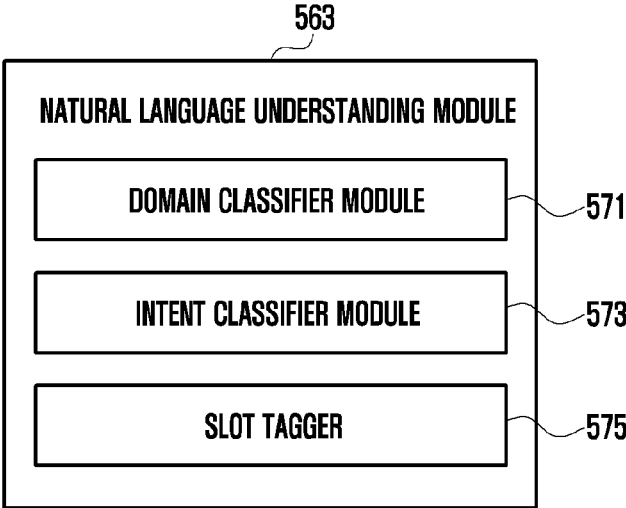 563
NATURAL LANGUAGE UNDERSTANDING MODULE
DOMAIN CLASSIFIER MODULE
571
INTENT CLASSIFIER MODULE
573
SLOT TAGGER
575